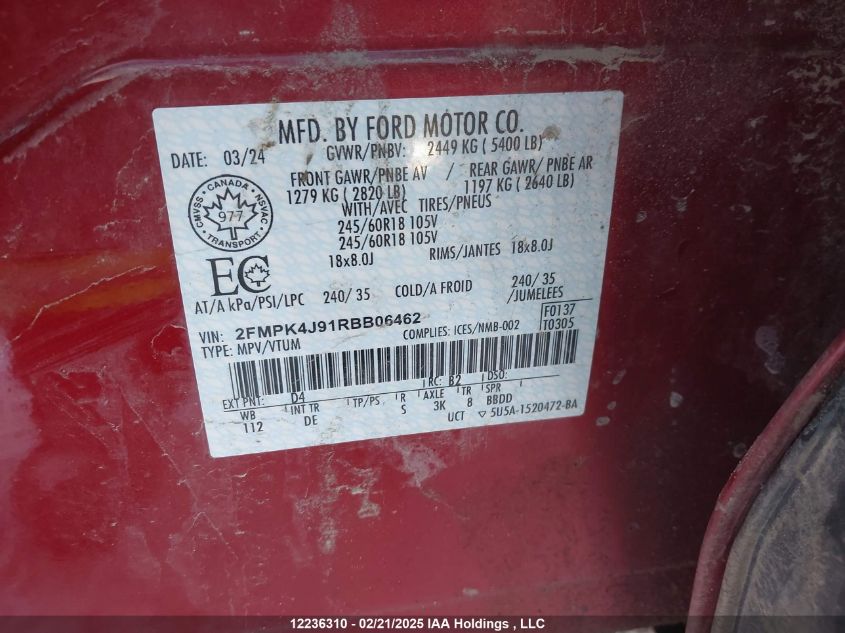 MFD. BY FORD MOTOR CO.
DATE: 03/24
GVWR/PNBV: 2449 KG ( 5400 LB)
FRONT GAWR/PNBE AV / REAR GAWR/ PNBE AR
1279 KG ( 2820 LB) 1197 KG ( 2640 LB)
WITH/AVEC TIRES/PNEUS
245/60R18 105V
245/60R18 105V
18x8.0J RIMS/JANTES 18x8.0J
CANADA
CMVSS NSVAC
977
TRANSPORT
EC
AT/A kPa/PSI/LPC 240/ 35 COLD/A FROID 240/ 35
/JUMELEES
VIN: 2FMPK4J91RBB06462
COMPLIES: ICES/NMB-002
F0137
T0305
TYPE: MPV/VTUM
EXT PNT: D4 RC: B2 DSO:
WB INT TR TP/PS R AXLE TR SPR
112 DE S 3K 8 BBDD
UCT ▽ 5U5A-1520472-BA
12236310 - 02/21/2025 IAA Holdings , LLC